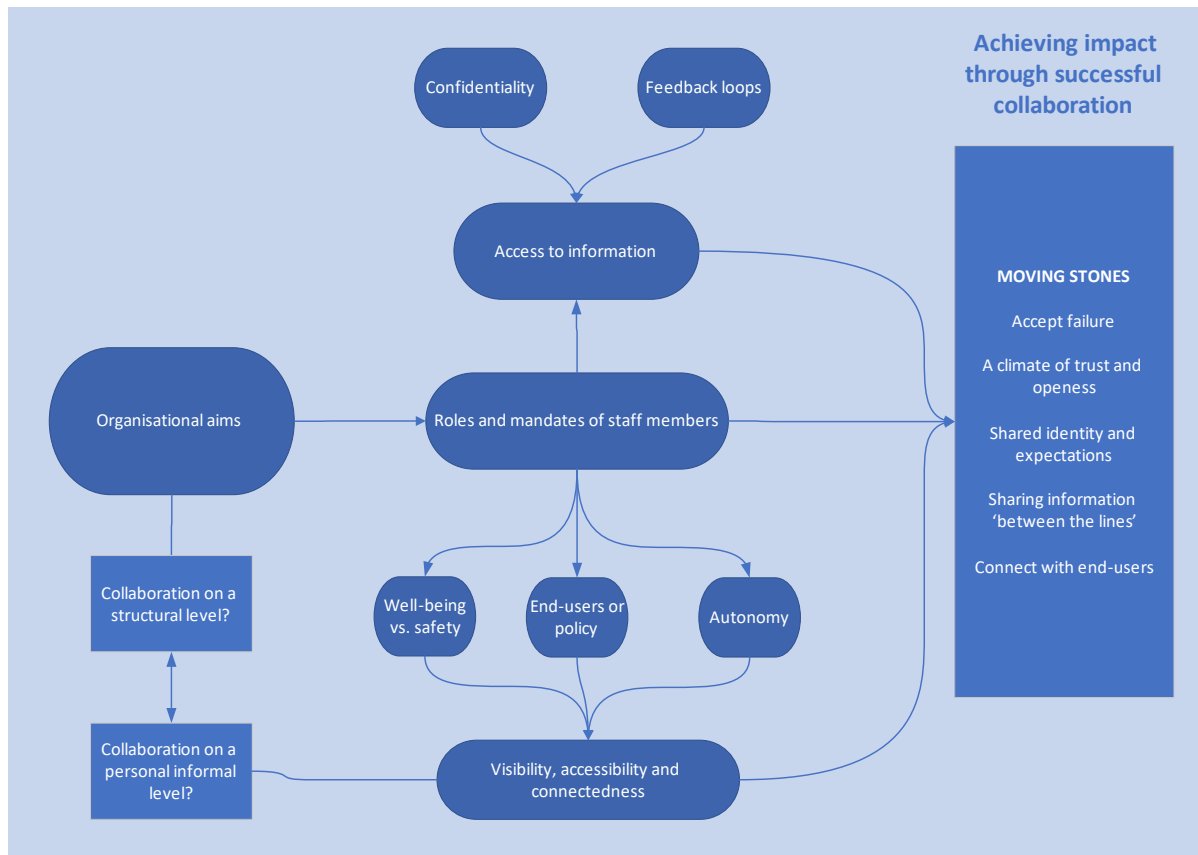 Achieving impact
through successful
collaboration
Confidentiality
Feedback loops
Access to information
MOVING STONES
Accept failure
A climate of trust and
openess
Shared identity and
expectations
Sharing information
‘between the lines’
Connect with end-users
Organisational aims
Roles and mandates of staff members
Collaboration on a
structural level?
Well-being
vs. safety
End-users or
policy
Autonomy
Collaboration on a
personal informal
level?
Visibility, accessibility and
connectedness